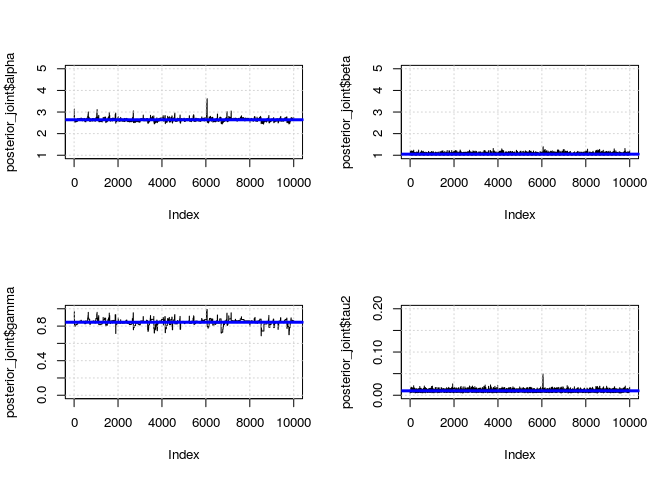 posterior_joint$alpha
5
4
3
2
1
0 2000 4000 6000 8000 10000
Index
posterior_joint$beta
5
4
3
2
1
0 2000 4000 6000 8000 10000
Index
posterior_joint$gamma
0.8
0.4
0.0
0 2000 4000 6000 8000 10000
Index
posterior_joint$tau2
0.20
0.10
0.00
0 2000 4000 6000 8000 10000
Index